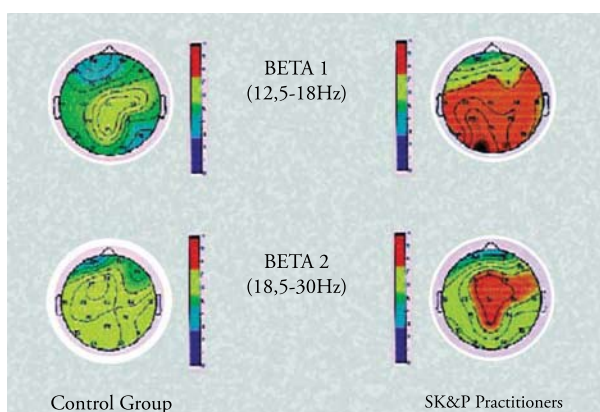 BETA 1
(12,5-18Hz)
BETA 2
(18,5-30Hz)
Control Group
SK&P Practitioners